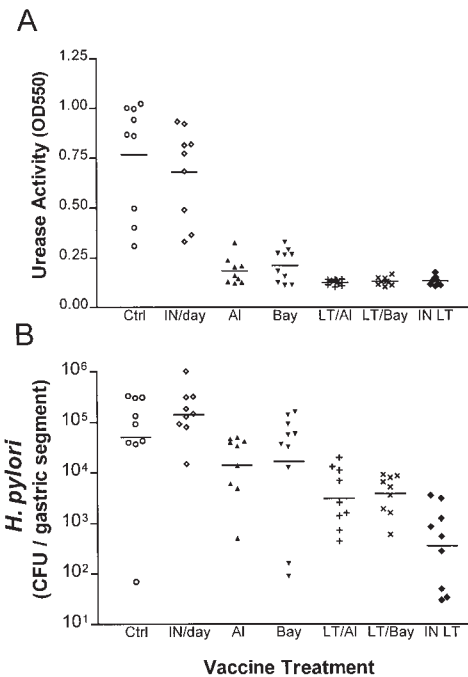 A
Urease Activity (OD550)
1.00
0.75
0.50
0.25
0.00
Ctrl IN/day Al Bay LT/Al LT/Bay IN LT
B
H. pylori
(CFU / gastric segment)
10⁶
10⁵
10⁴
10³
10²
10¹
Ctrl IN/day Al Bay LT/Al LT/Bay IN LT
Vaccine Treatment